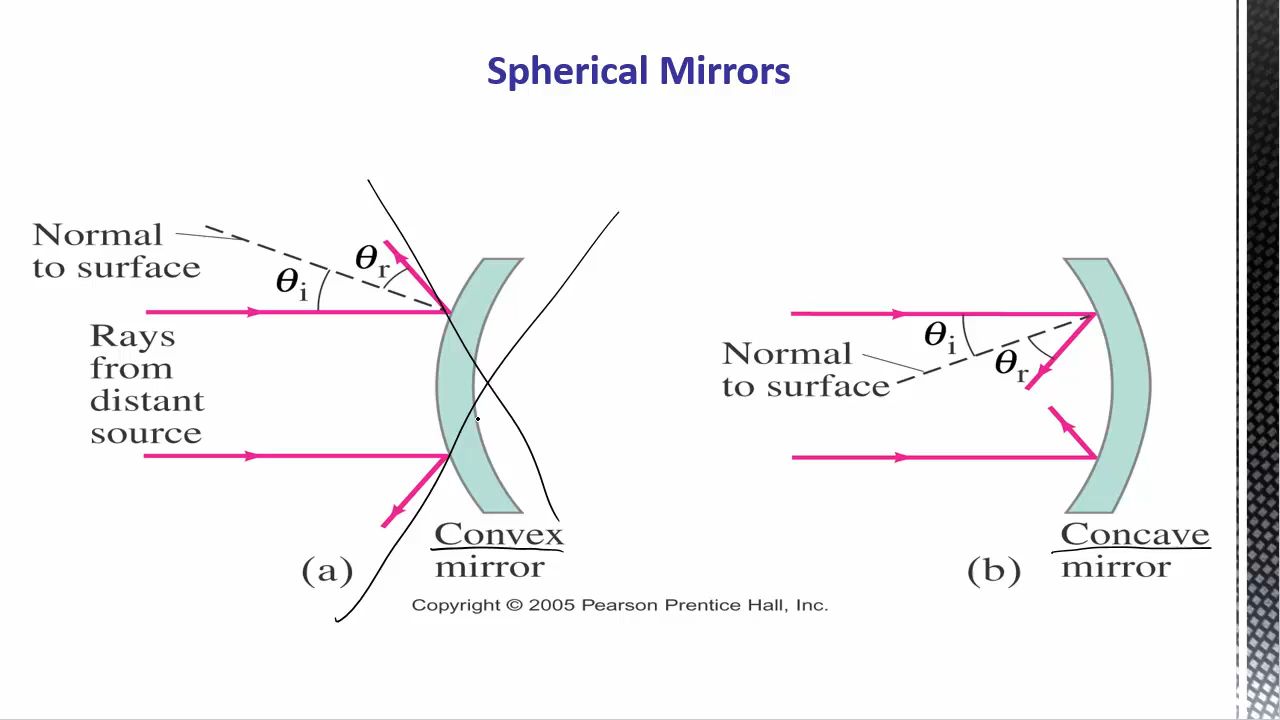 Spherical Mirrors
Normal
to surface
θi
θr
Rays
from
distant
source
Convex
mirror
(a)
θi
θr
Normal
to surface
Concave
mirror
(b)
Copyright © 2005 Pearson Prentice Hall, Inc.